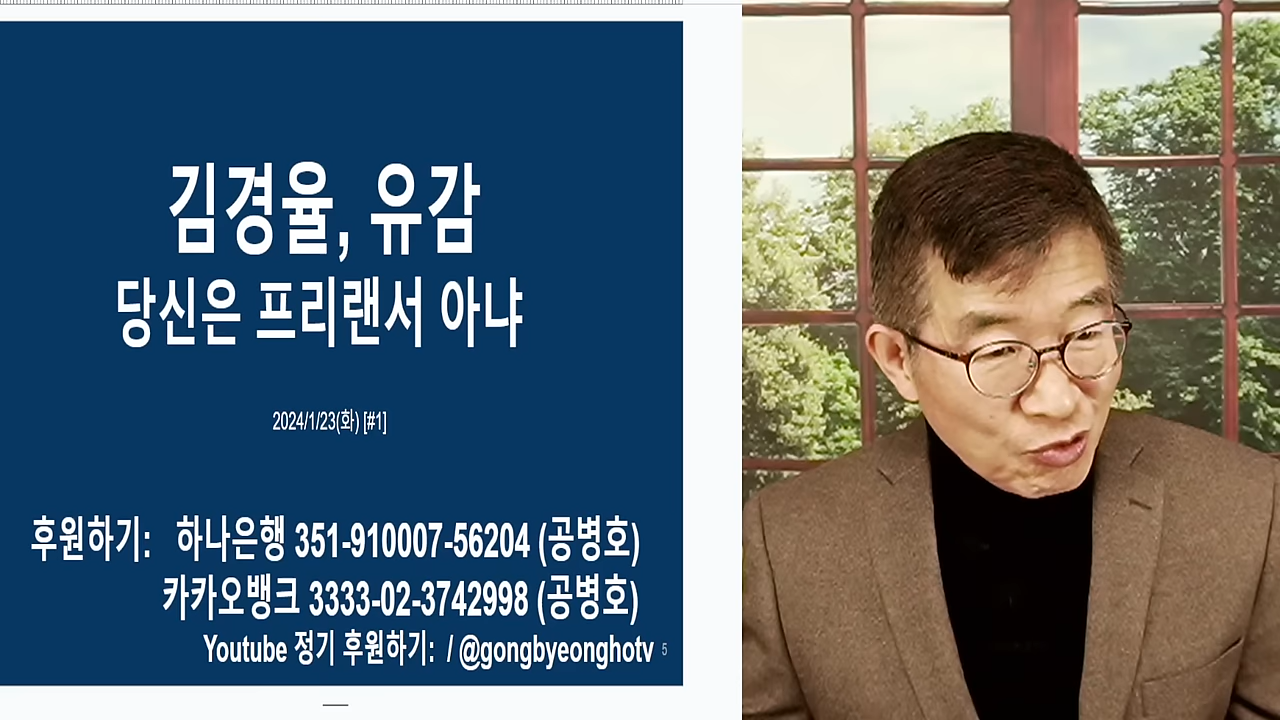 김경율, 유감
당신은 프리랜서 아냐
2024/1/23(화) [#1]
후원하기: 하나은행 351-910007-56204 (공병호)
카카오뱅크 3333-02-3742998 (공병호)
Youtube 정기 후원하기: / @gongbyeonghotv
5